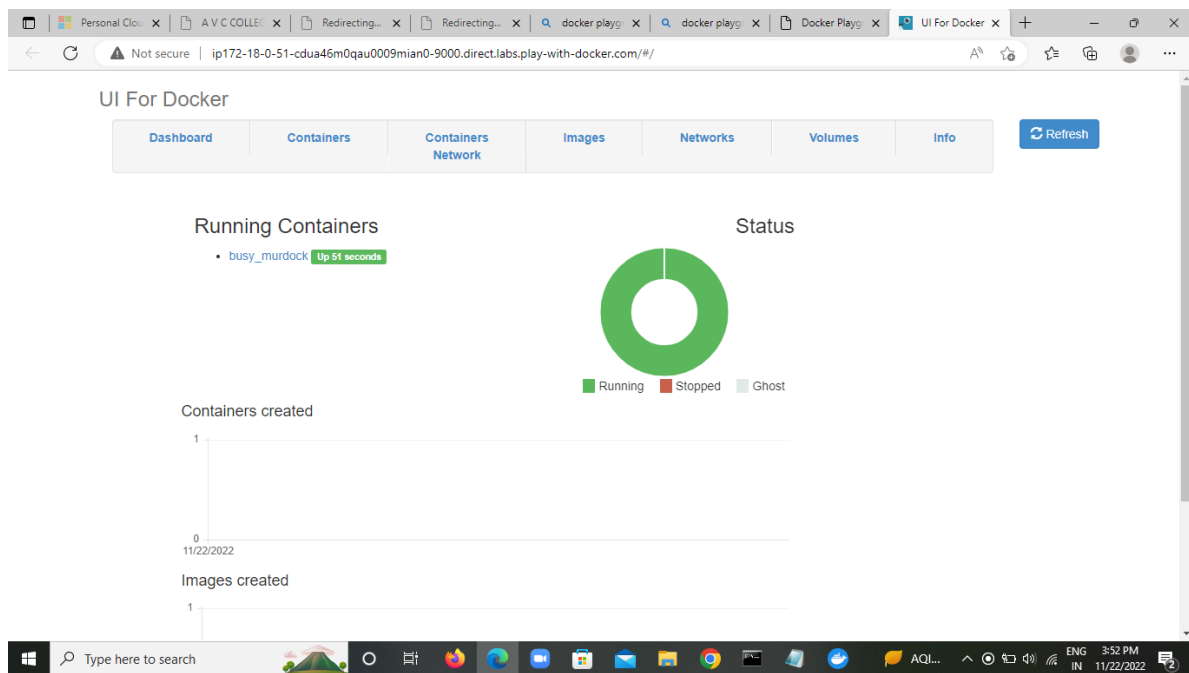 Personal Clou
A V C COLLEC
Redirecting...
Redirecting...
docker playg
docker playg
Docker Playg
UI For Docker
Not secure
ip172-18-0-51-cdua46m0qau0009mian0-9000.direct.labs.play-with-docker.com/#/
UI For Docker
Dashboard
Containers
Containers
Network
Images
Networks
Volumes
Info
Refresh
Running Containers
busy_murdock Up 51 seconds
Status
Running
Stopped
Ghost
Containers created
1
0
11/22/2022
Images created
1
Type here to search
AQI...
ENG
IN
3:52 PM
11/22/2022
2